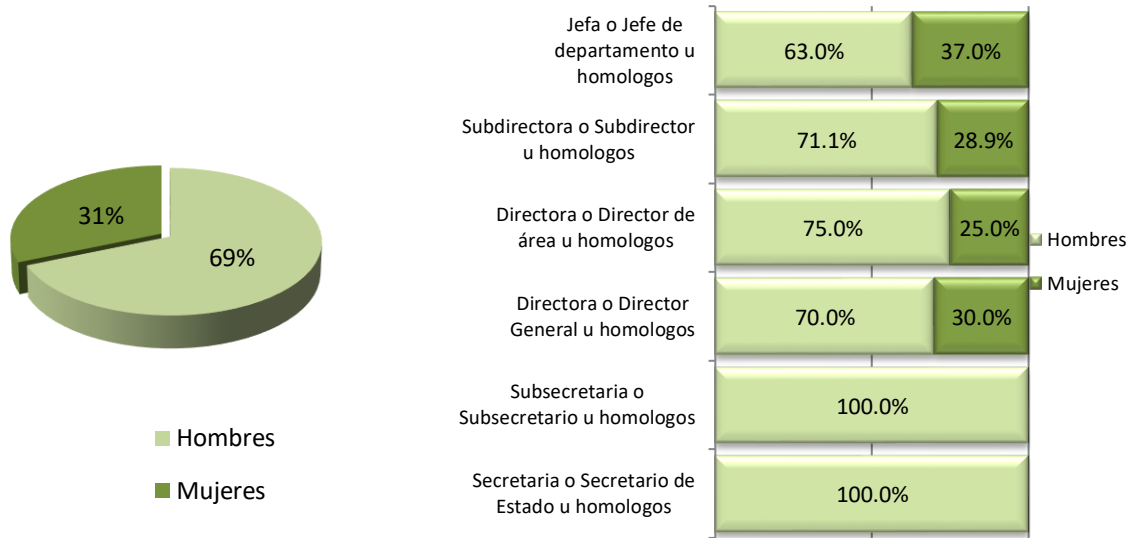 31%
69%
Hombres
Mujeres
Jefa o Jefe de
departamento u
homologos
63.0%
37.0%
Subdirectora o Subdirector
u homologos
71.1%
28.9%
Directora o Director de
área u homologos
75.0%
25.0%
Directora o Director
General u homologos
70.0%
30.0%
Subsecretaria o
Subsecretario u homologos
100.0%
Secretaria o Secretario de
Estado u homologos
100.0%
Hombres
Mujeres